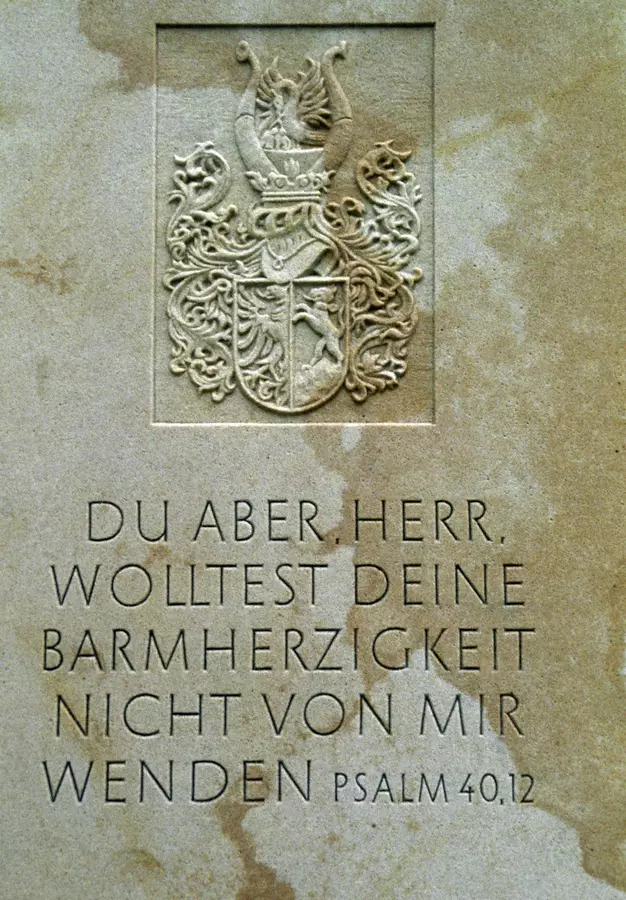 DU ABER, HERR,
WOLLTEST DEINE
BARMHERZIGKEIT
NICHT VON MIR
WENDEN PSALM 40,12